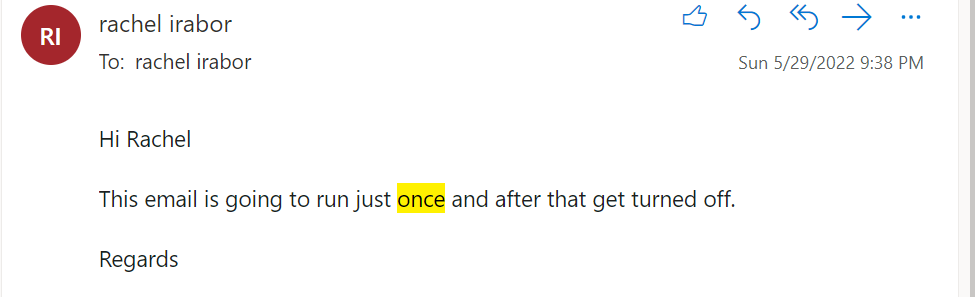 RI
rachel irabor
To: rachel irabor
Sun 5/29/2022 9:38 PM
Hi Rachel
This email is going to run just once and after that get turned off.
Regards